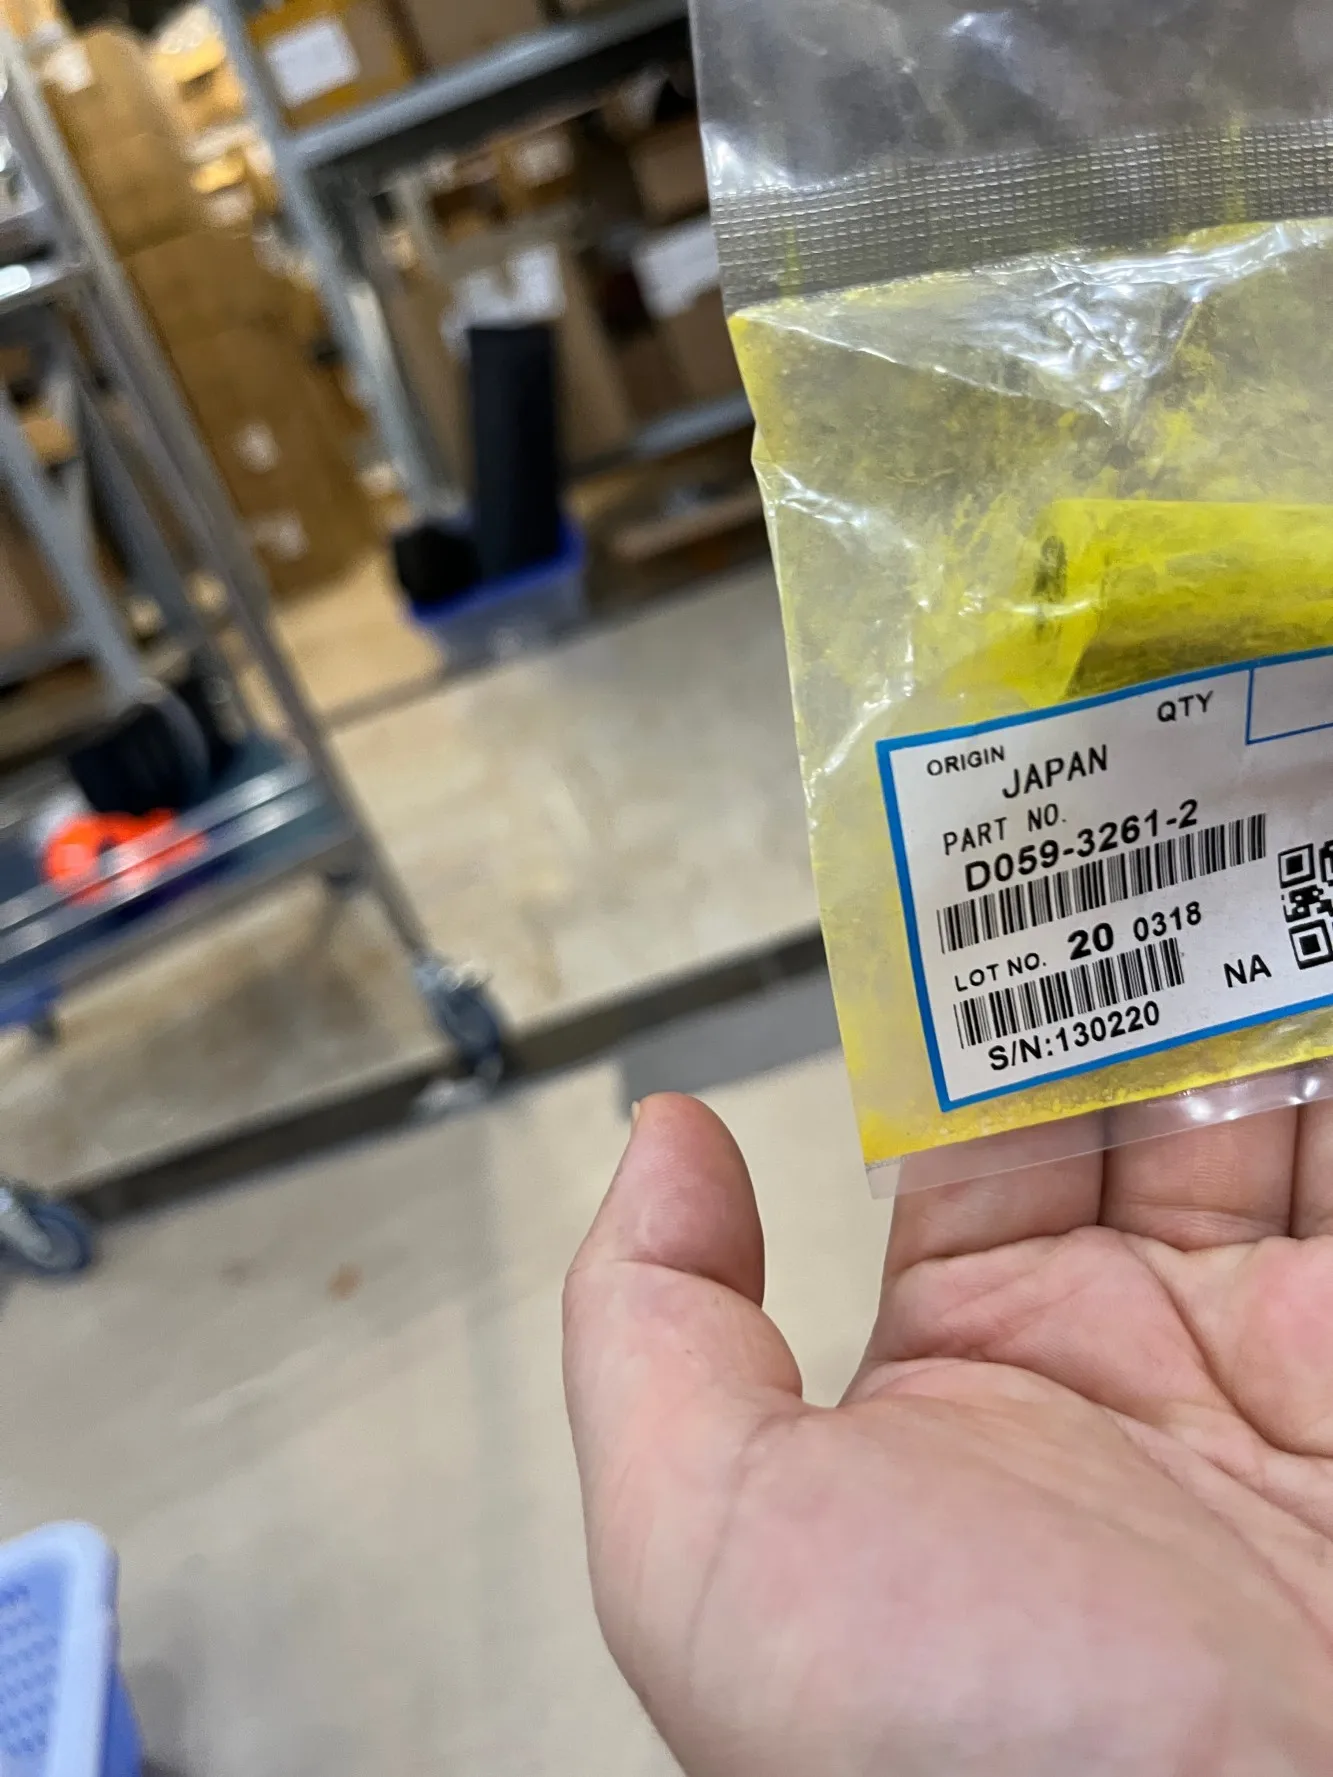 QTY
ORIGIN
JAPAN
PART NO.
D059-3261-2
LOT NO. 20 0318
NA
S/N:130220